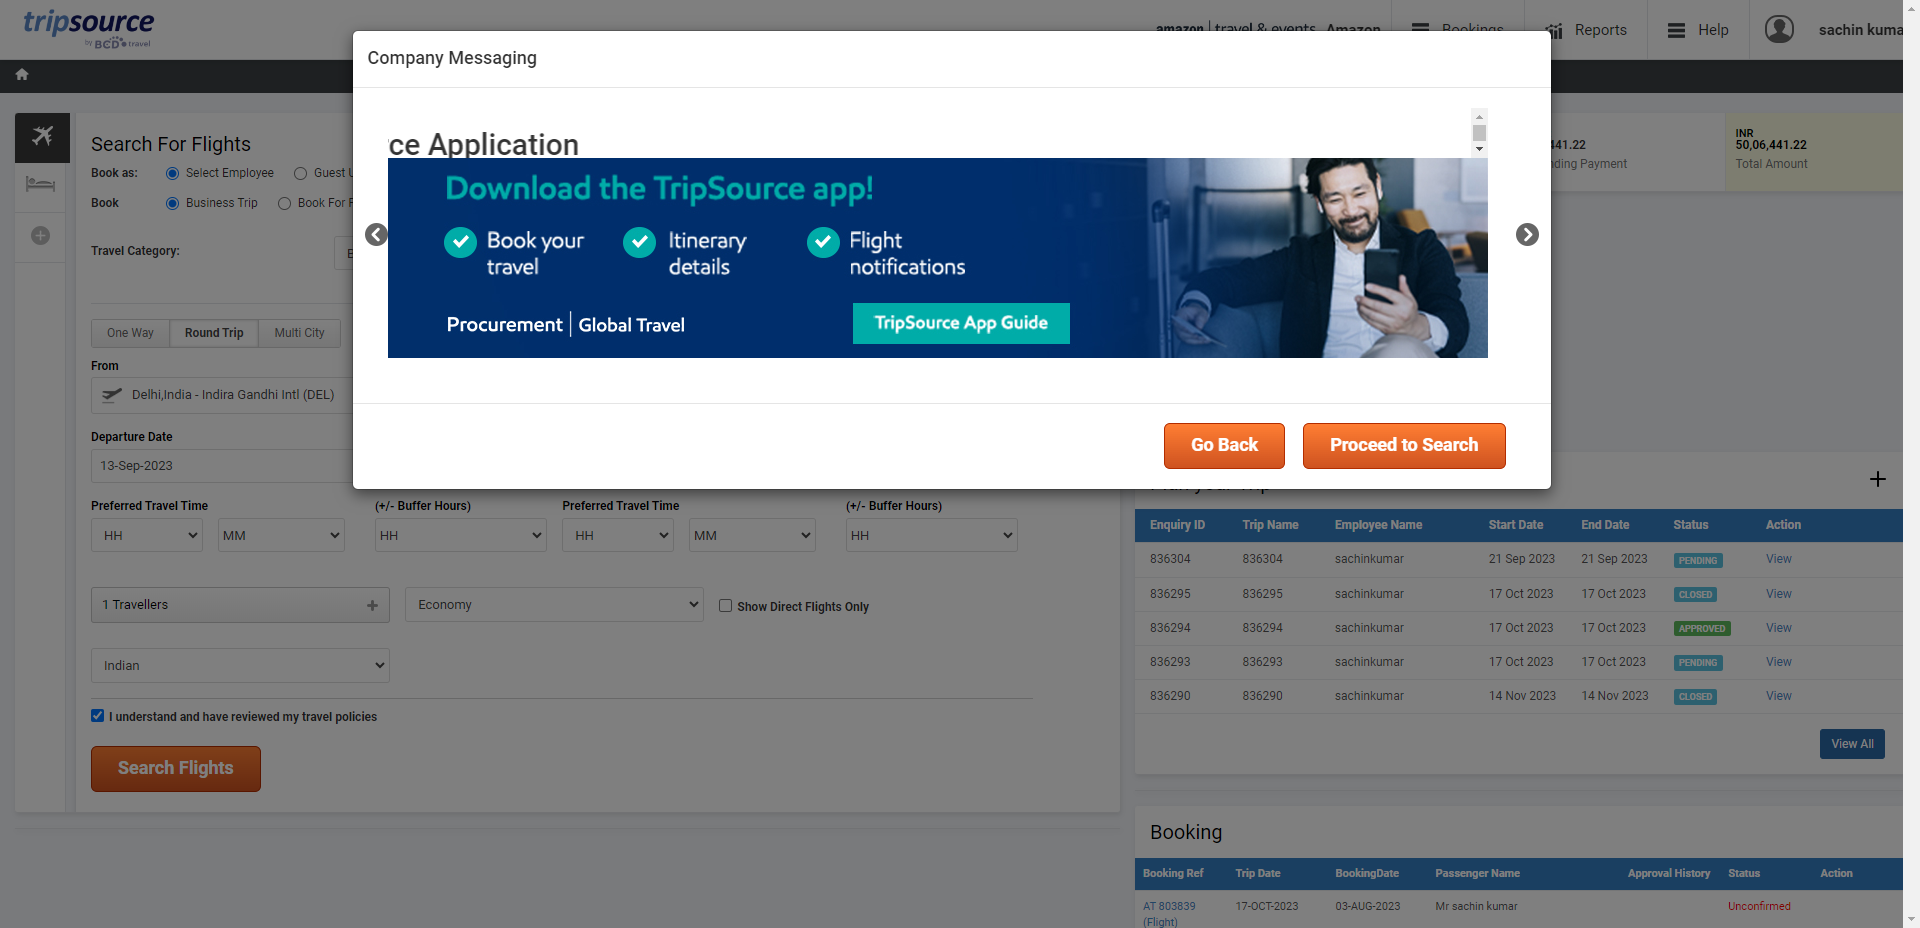 tripsource
by BCD travel
amazon | travel & events Amazon
Bookings
Reports
Help
sachin kuma
Company Messaging
ce Application
Download the TripSource app!
Book your
travel
Itinerary
details
Flight
notifications
Procurement | Global Travel
TripSource App Guide
Go Back
Proceed to Search
Search For Flights
Book as:
Select Employee
Guest U
Book
Business Trip
Book For F
Travel Category:
One Way
Round Trip
Multi City
From
Delhi,India - Indira Gandhi Intl (DEL)
Departure Date
13-Sep-2023
Preferred Travel Time
(+/- Buffer Hours)
Preferred Travel Time
(+/- Buffer Hours)
HH
MM
HH
HH
MM
HH
1 Travellers
Economy
Show Direct Flights Only
Indian
I understand and have reviewed my travel policies
Search Flights
441.22
nding Payment
INR
50,06,441.22
Total Amount
Enquiry ID Trip Name Employee Name Start Date End Date Status Action
836304 836304 sachinkumar 21 Sep 2023 21 Sep 2023 PENDING View
836295 836295 sachinkumar 17 Oct 2023 17 Oct 2023 CLOSED View
836294 836294 sachinkumar 17 Oct 2023 17 Oct 2023 APPROVED View
836293 836293 sachinkumar 17 Oct 2023 17 Oct 2023 PENDING View
836290 836290 sachinkumar 14 Nov 2023 14 Nov 2023 CLOSED View
View All
Booking
Booking Ref Trip Date BookingDate Passenger Name Approval History Status Action
AT 803839 17-OCT-2023 03-AUG-2023 Mr sachin kumar Unconfirmed
(Flight)